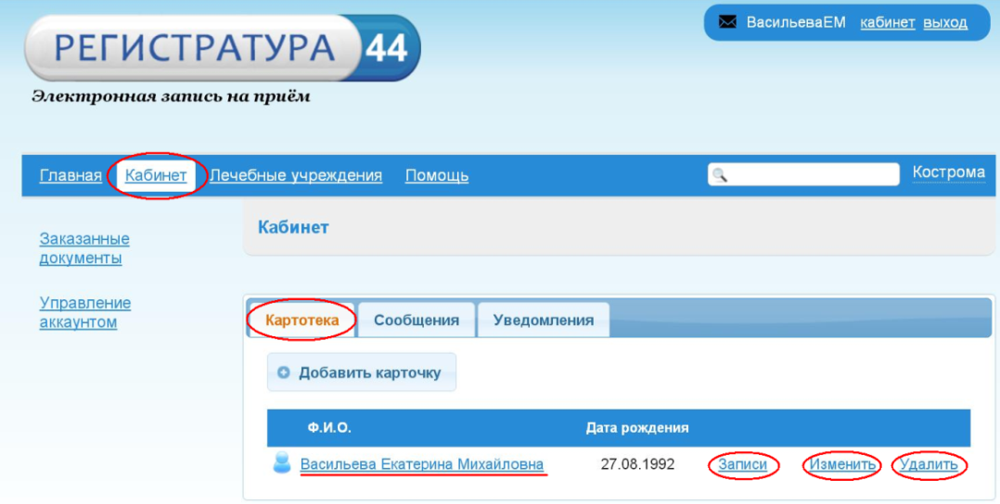 ВасильеваЕМ кабинет выход
РЕГИСТРАТУРА 44
Электронная запись на приём
Главная Кабинет Лечебные учреждения Помощь Кострома
Заказанные
документы
Управление
аккаунтом
Кабинет
Картотека Сообщения Уведомления
Добавить карточку
Ф.И.О. Дата рождения
Васильева Екатерина Михайловна 27.08.1992 Записи Изменить Удалить